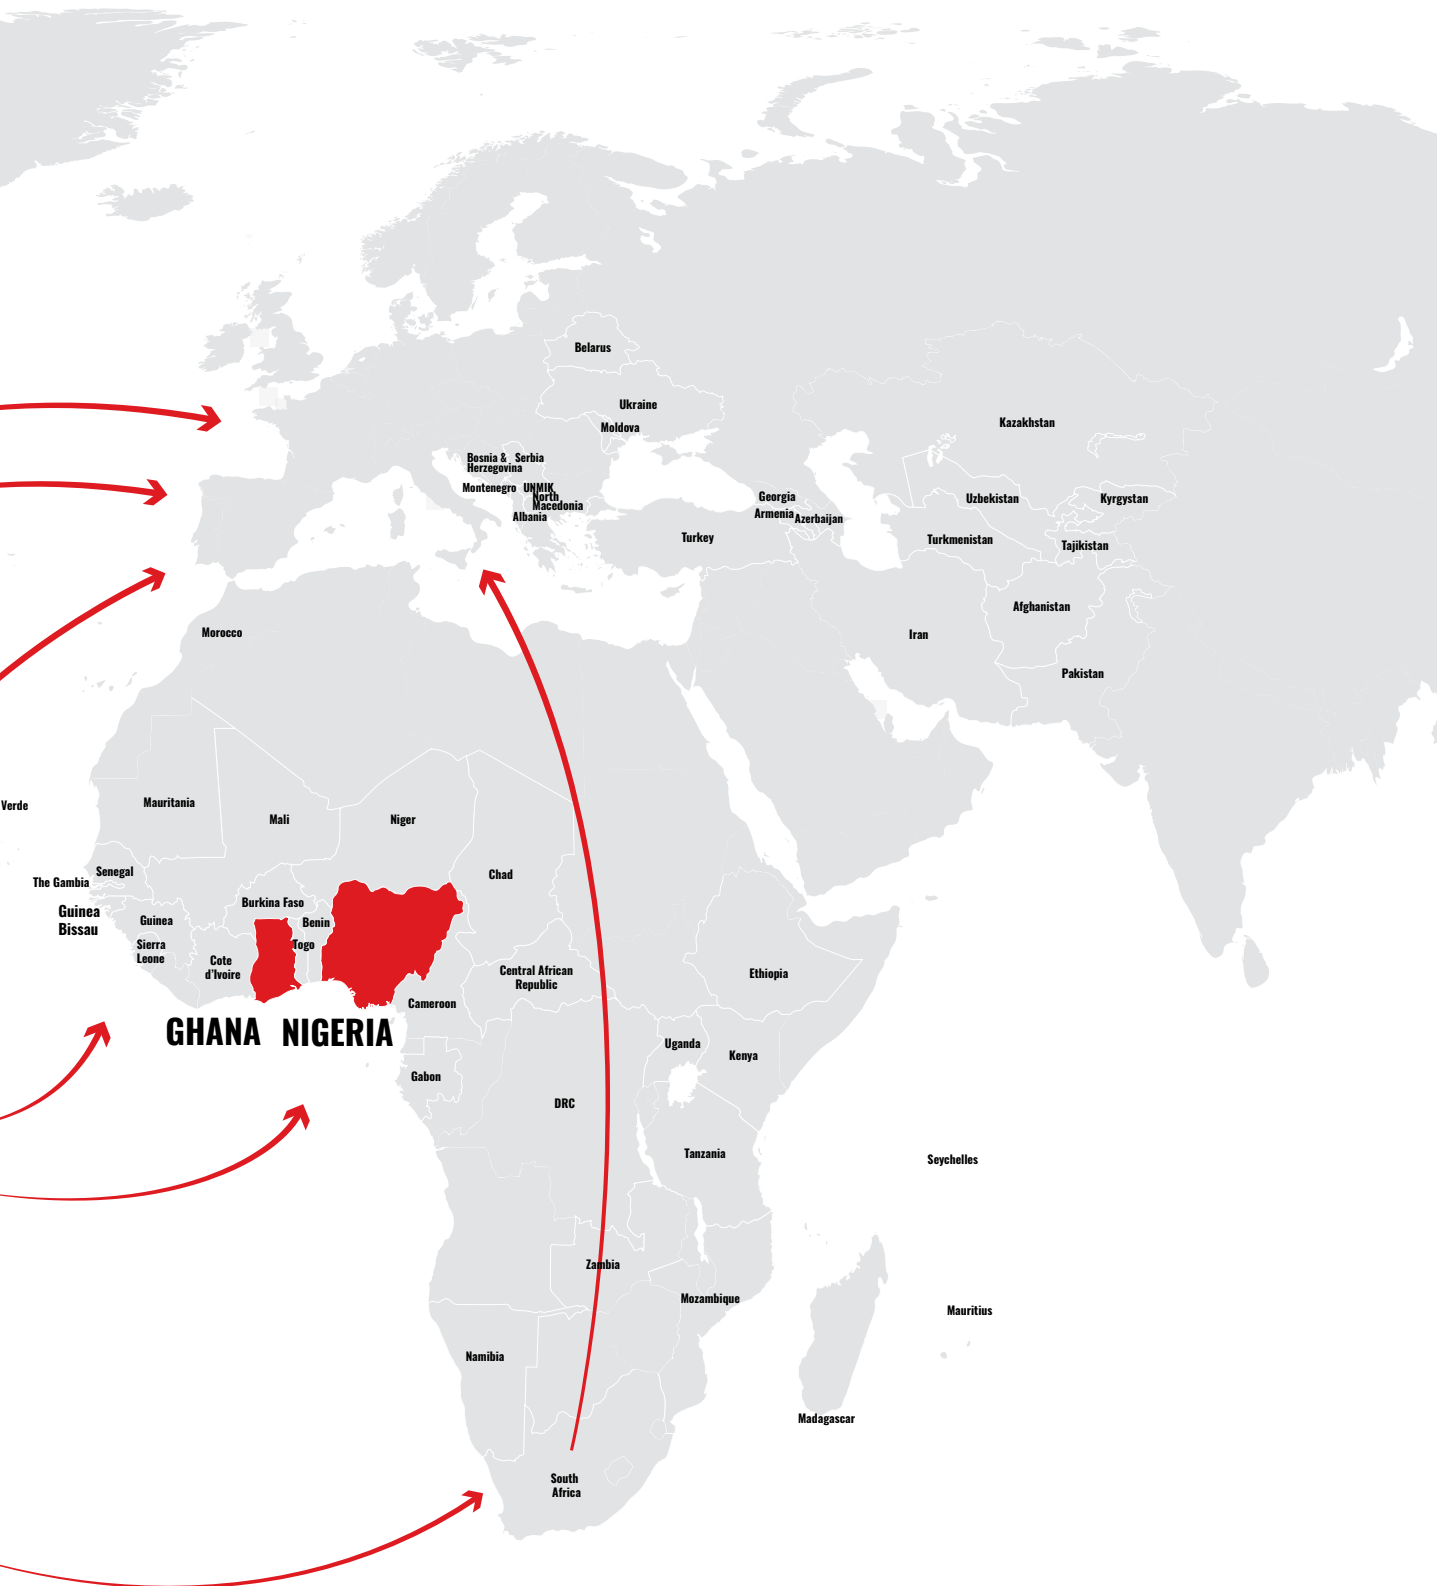 Belarus
Ukraine
Moldova
Kazakhstan
Bosnia &
Herzegovina
Serbia
Montenegro
UNMIK
North
Macedonia
Albania
Georgia
Armenia
Azerbaijan
Uzbekistan
Kyrgystan
Turkey
Turkmenistan
Tajikistan
Afghanistan
Iran
Morocco
Pakistan
Verde
Mauritania
Mali
Niger
Senegal
Chad
The Gambia
Guinea
Bissau
Burkina Faso
Guinea
Benin
Togo
Sierra
Leone
Cote
d'Ivoire
Central African
Republic
Ethiopia
Cameroon
GHANA
NIGERIA
Uganda
Kenya
Gabon
DRC
Tanzania
Seychelles
Zambia
Mozambique
Mauritius
Namibia
Madagascar
South
Africa